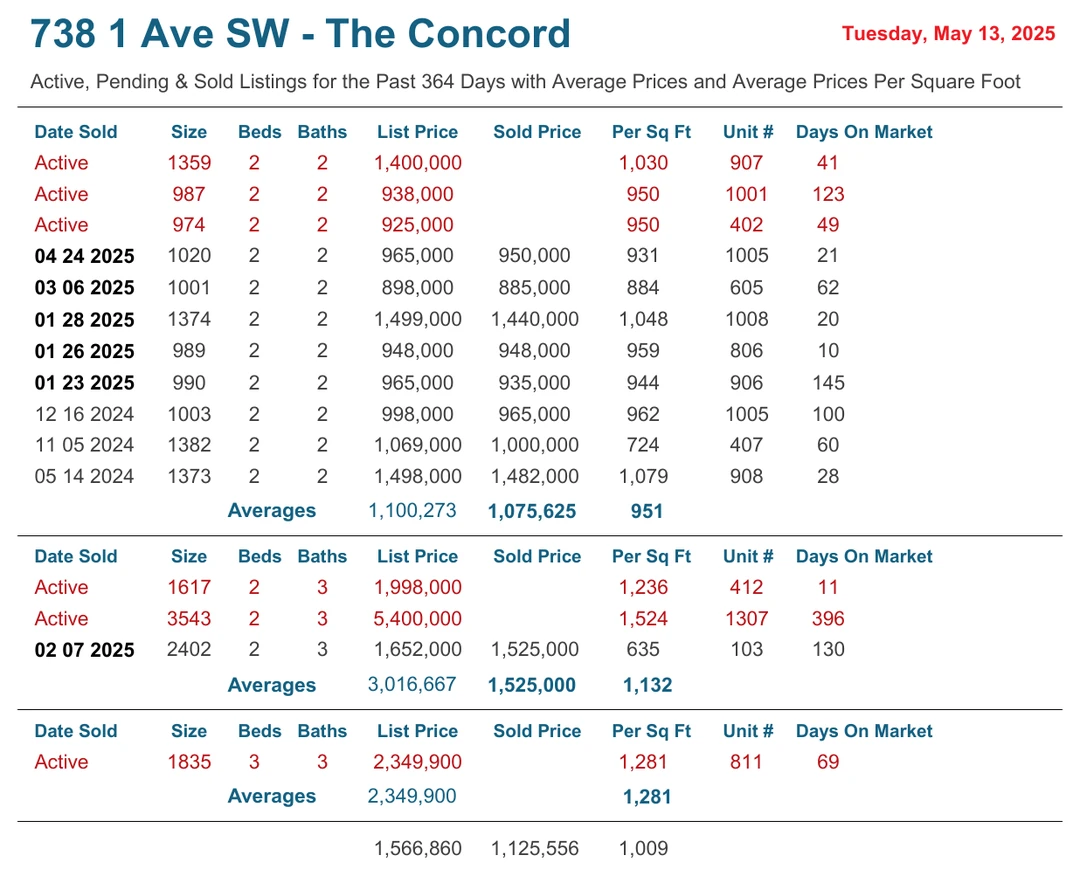 738 1 Ave SW - The Concord Tuesday, May 13, 2025
Active, Pending & Sold Listings for the Past 364 Days with Average Prices and Average Prices Per Square Foot
Date Sold Size Beds Baths List Price Sold Price Per Sq Ft Unit # Days On Market
Active 1359 2 2 1,400,000 1,030 907 41
Active 987 2 2 938,000 950 1001 123
Active 974 2 2 925,000 950 402 49
04 24 2025 1020 2 2 965,000 950,000 931 1005 21
03 06 2025 1001 2 2 898,000 885,000 884 605 62
01 28 2025 1374 2 2 1,499,000 1,440,000 1,048 1008 20
01 26 2025 989 2 2 948,000 948,000 959 806 10
01 23 2025 990 2 2 965,000 935,000 944 906 145
12 16 2024 1003 2 2 998,000 965,000 962 1005 100
11 05 2024 1382 2 2 1,069,000 1,000,000 724 407 60
05 14 2024 1373 2 2 1,498,000 1,482,000 1,079 908 28
Averages 1,100,273 1,075,625 951
Date Sold Size Beds Baths List Price Sold Price Per Sq Ft Unit # Days On Market
Active 1617 2 3 1,998,000 1,236 412 11
Active 3543 2 3 5,400,000 1,524 1307 396
02 07 2025 2402 2 3 1,652,000 1,525,000 635 103 130
Averages 3,016,667 1,525,000 1,132
Date Sold Size Beds Baths List Price Sold Price Per Sq Ft Unit # Days On Market
Active 1835 3 3 2,349,900 1,281 811 69
Averages 2,349,900 1,281
1,566,860 1,125,556 1,009